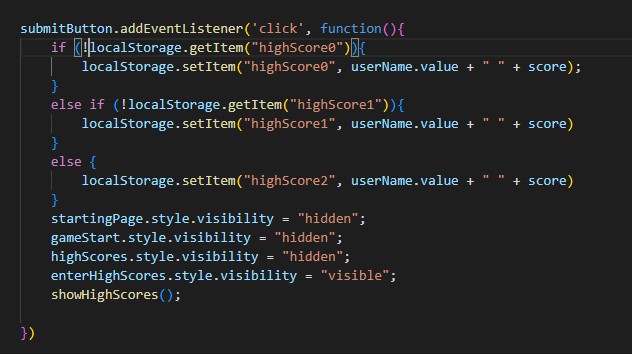 submitButton.addEventListener('click', function(){
    if (!localStorage.getItem("highScore0")){
        localStorage.setItem("highScore0", userName.value + " " + score);
    }
    else if (!localStorage.getItem("highScore1")){
        localStorage.setItem("highScore1", userName.value + " " + score)
    }
    else {
        localStorage.setItem("highScore2", userName.value + " " + score)
    }
    startingPage.style.visibility = "hidden";
    gameStart.style.visibility = "hidden";
    highScores.style.visibility = "hidden";
    enterHighScores.style.visibility = "visible";
    showHighScores();

})